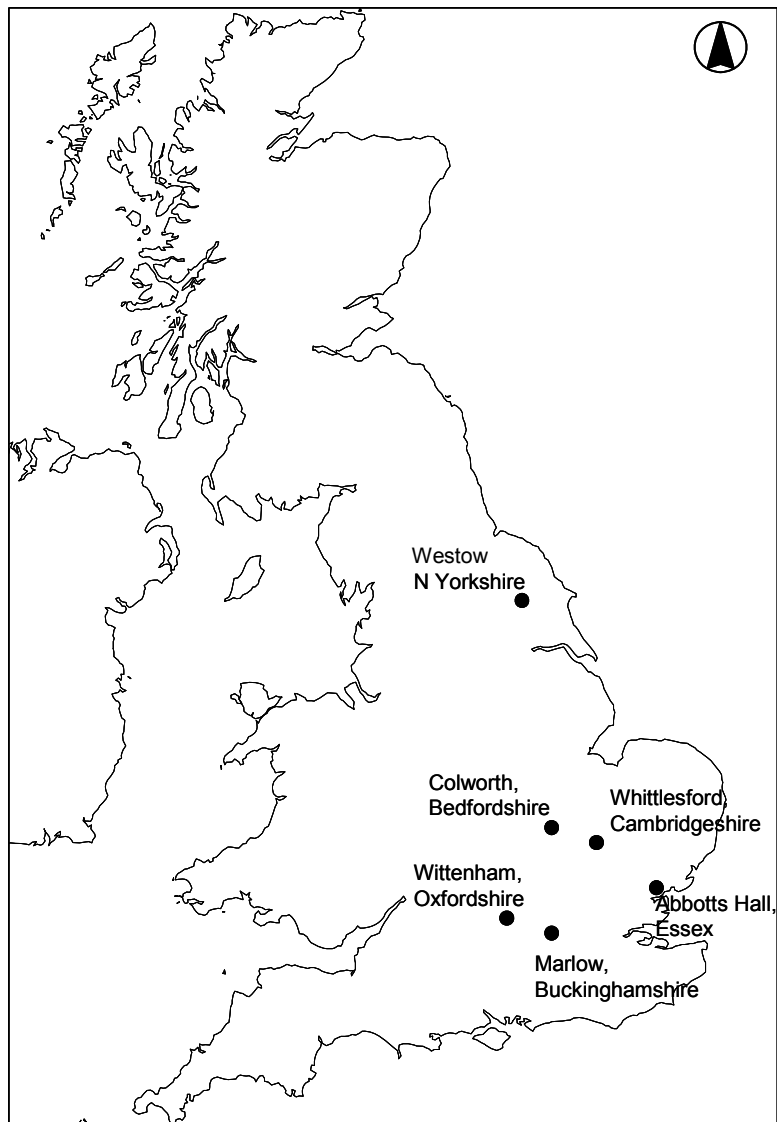 Westow
N Yorkshire
Colworth,
Bedfordshire
Whittlesford,
Cambridgeshire
Wittenham,
Oxfordshire
Abbotts Hall,
Essex
Marlow,
Buckinghamshire